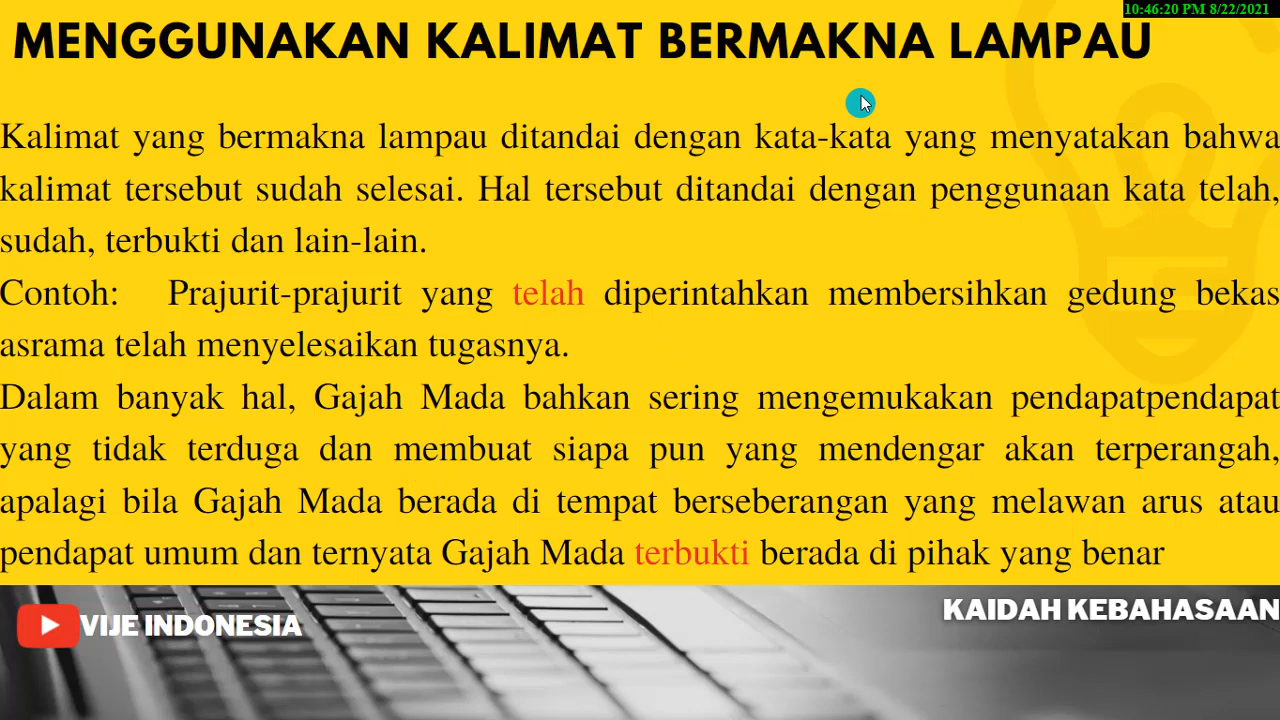 10:46:20 PM 8/22/2021
MENGGUNAKAN KALIMAT BERMAKNA LAMPAU
Kalimat yang bermakna lampau ditandai dengan kata-kata yang menyatakan bahwa
kalimat tersebut sudah selesai. Hal tersebut ditandai dengan penggunaan kata telah,
sudah, terbukti dan lain-lain.
Contoh: Prajurit-prajurit yang telah diperintahkan membersihkan gedung bekas
asrama telah menyelesaikan tugasnya.
Dalam banyak hal, Gajah Mada bahkan sering mengemukakan pendapatpendapat
yang tidak terduga dan membuat siapa pun yang mendengar akan terperangah,
apalagi bila Gajah Mada berada di tempat berseberangan yang melawan arus atau
pendapat umum dan ternyata Gajah Mada terbukti berada di pihak yang benar
VIJE INDONESIA
KAIDAH KEBAHASAAN